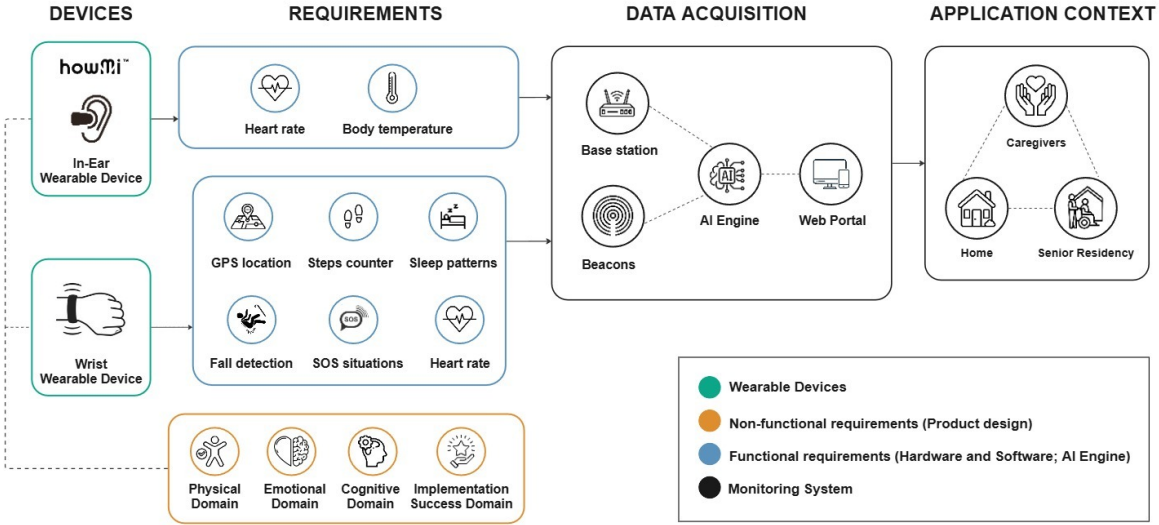 DEVICES
REQUIREMENTS
DATA ACQUISITION
APPLICATION CONTEXT
howMi™
In-Ear
Wearable Device
Heart rate
Body temperature
GPS location
Steps counter
Sleep patterns
Fall detection
SOS
SOS situations
Heart rate
Wrist
Wearable Device
Physical
Domain
Emotional
Domain
Cognitive
Domain
Implementation
Success Domain
Base station
Beacons
AI
AI Engine
Web Portal
Caregivers
Home
Senior Residency
Wearable Devices
Non-functional requirements (Product design)
Functional requirements (Hardware and Software; AI Engine)
Monitoring System